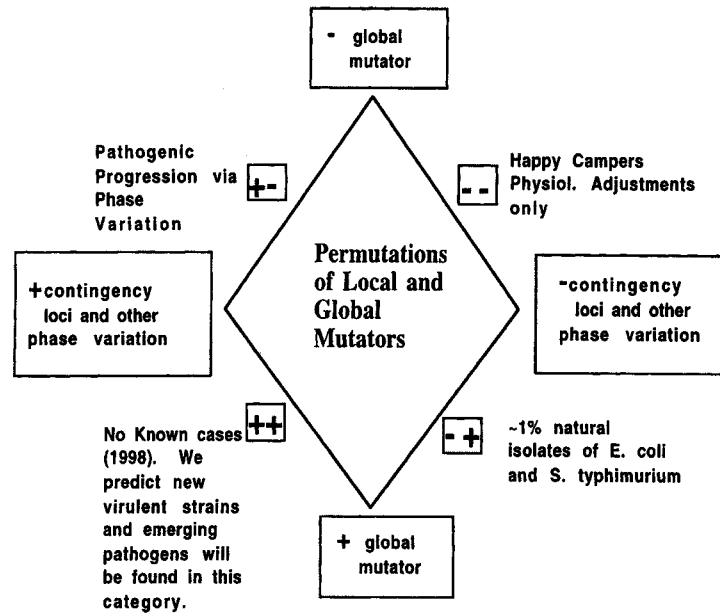 - global
mutator
Pathogenic
Progression via
Phase
Variation
+-
- -
Happy Campers
Physiol. Adjustments
only
Permutations
of Local and
Global
Mutators
+contingency
loci and other
phase variation
-contingency
loci and other
phase variation
++
No Known cases
(1998). We
predict new
virulent strains
and emerging
pathogens will
be found in this
category.
- +
~1% natural
isolates of E. coli
and S. typhimurium
+ global
mutator